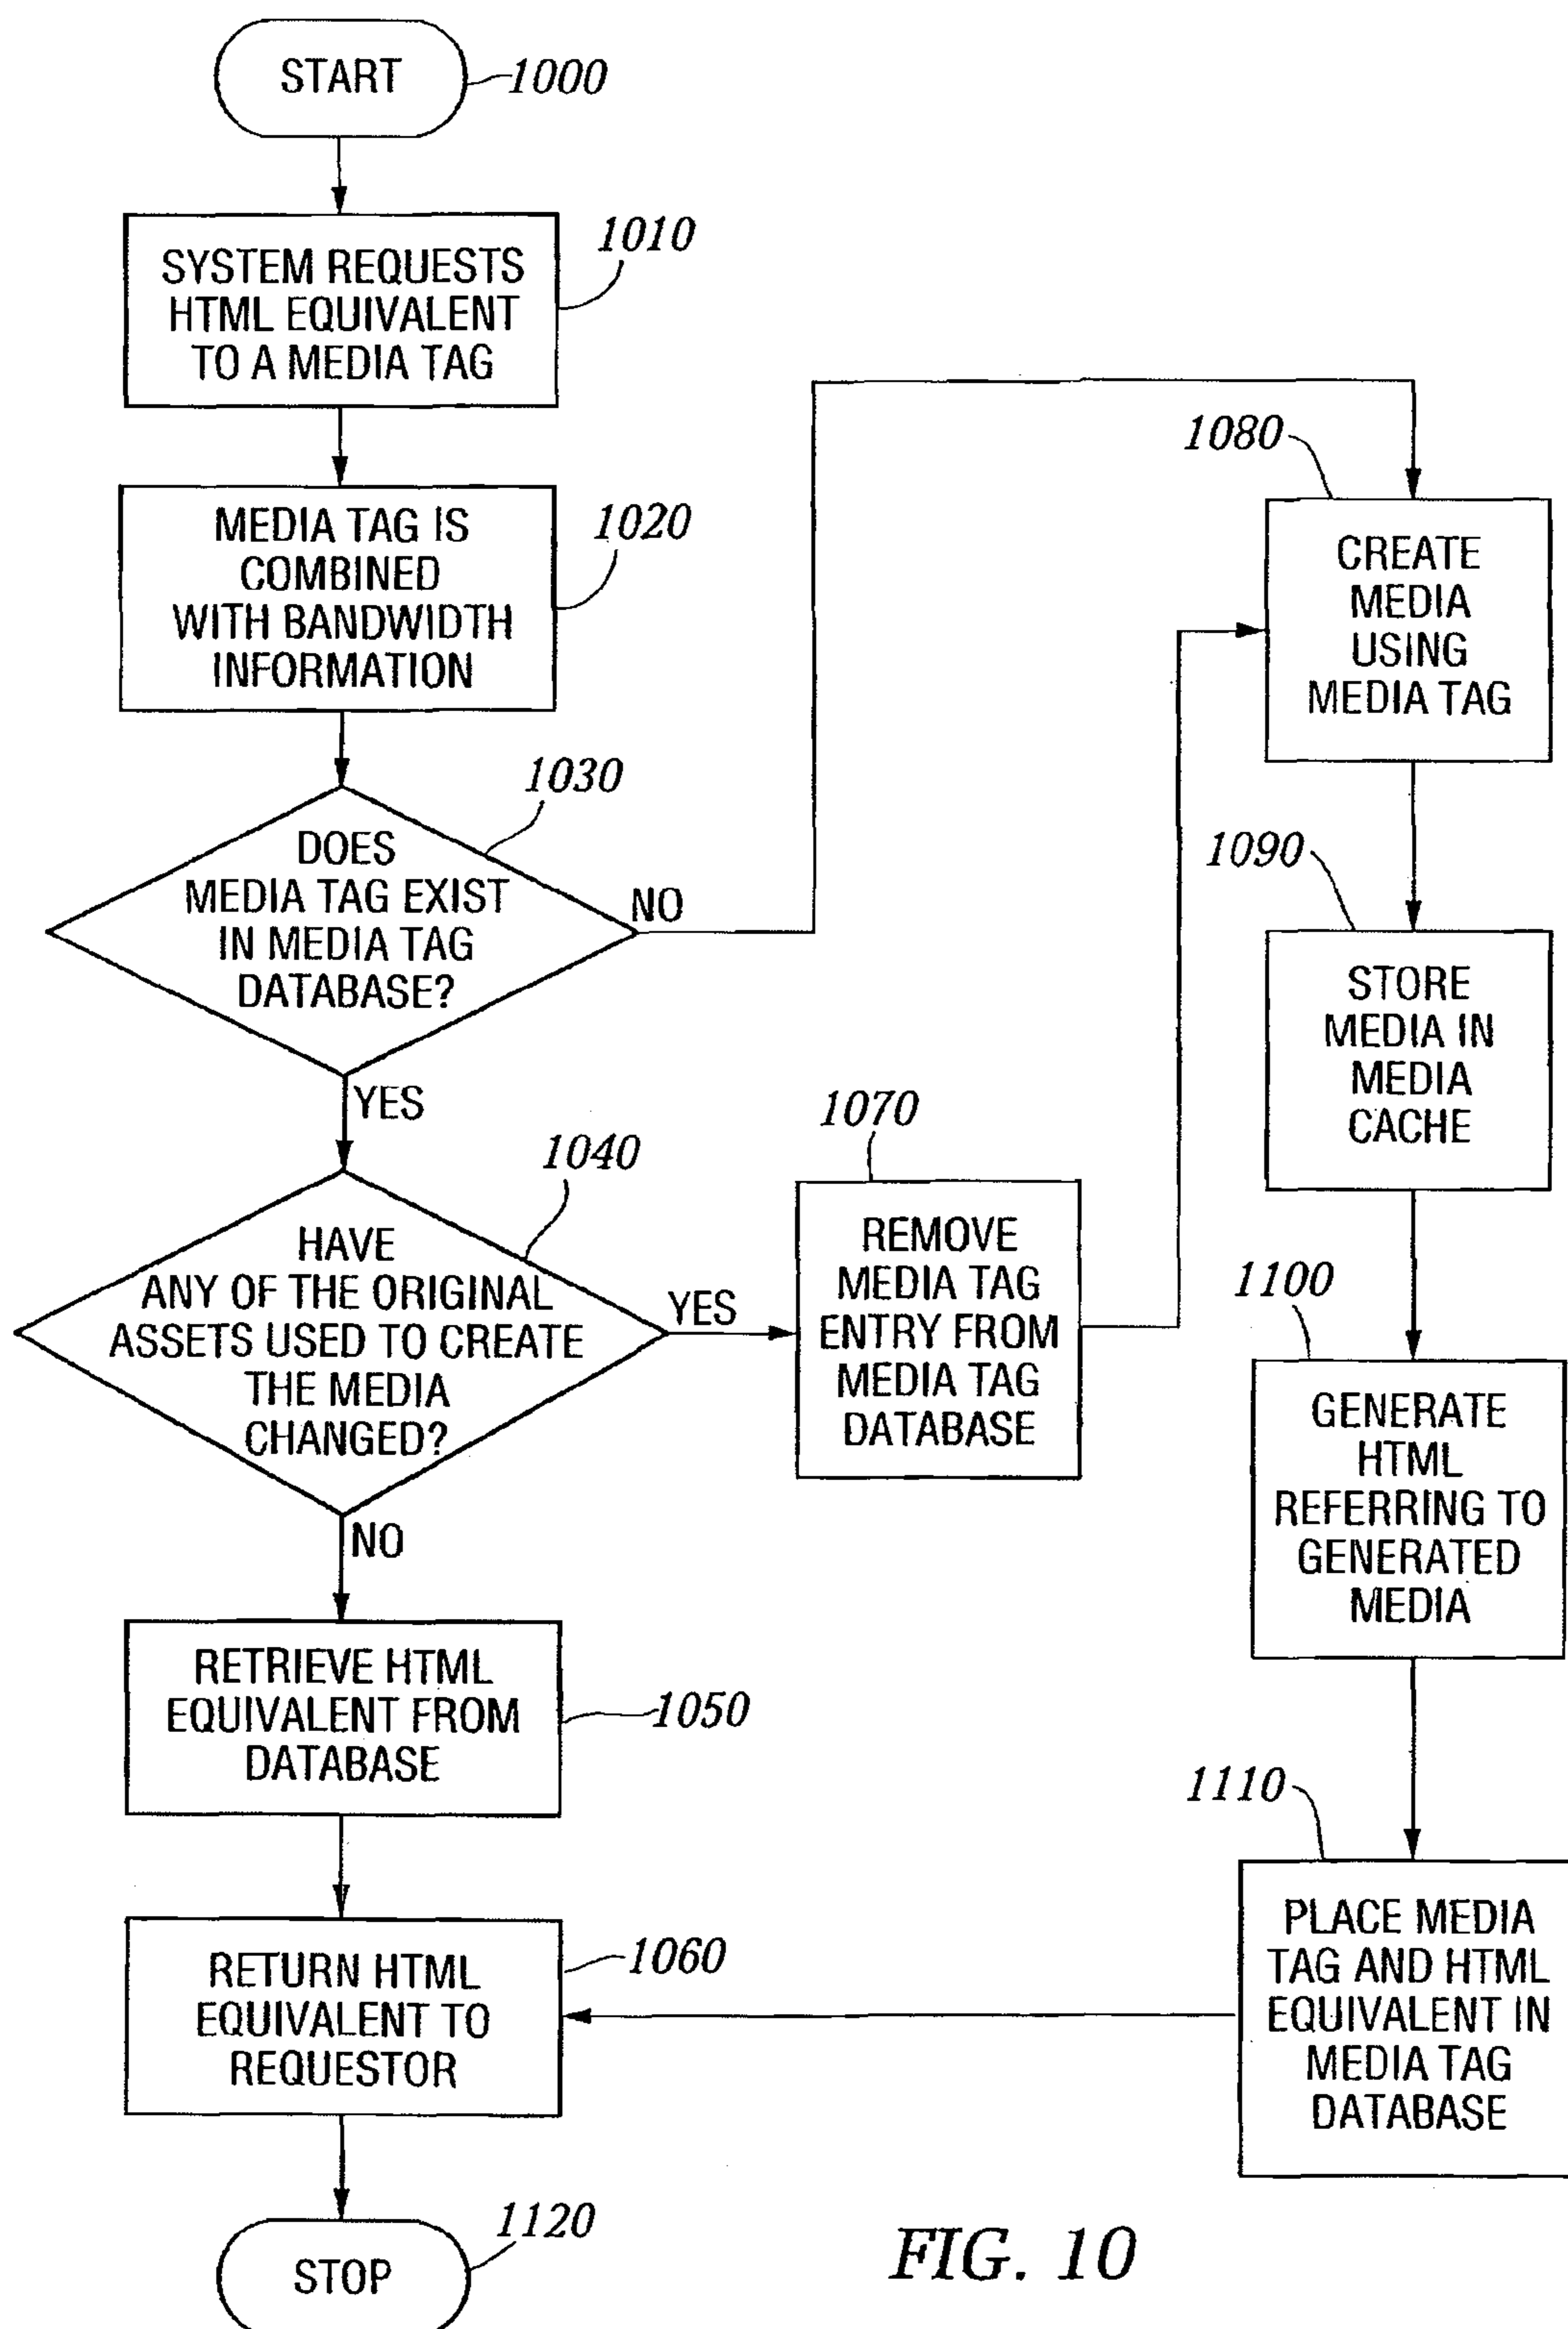 START
1000
SYSTEM REQUESTS
HTML EQUIVALENT
TO A MEDIA TAG
1010
MEDIA TAG IS
COMBINED
WITH BANDWIDTH
INFORMATION
1020
DOES
MEDIA TAG EXIST
IN MEDIA TAG
DATABASE?
1030
NO
YES
HAVE
ANY OF THE ORIGINAL
ASSETS USED TO CREATE
THE MEDIA
CHANGED?
1040
YES
NO
RETRIEVE HTML
EQUIVALENT FROM
DATABASE
1050
RETURN HTML
EQUIVALENT TO
REQUESTOR
1060
STOP
1120
1070
REMOVE
MEDIA TAG
ENTRY FROM
MEDIA TAG
DATABASE
1080
CREATE
MEDIA
USING
MEDIA TAG
1090
STORE
MEDIA IN
MEDIA
CACHE
1100
GENERATE
HTML
REFERRING TO
GENERATED
MEDIA
1110
PLACE MEDIA
TAG AND HTML
EQUIVALENT IN
MEDIA TAG
DATABASE
FIG. 10